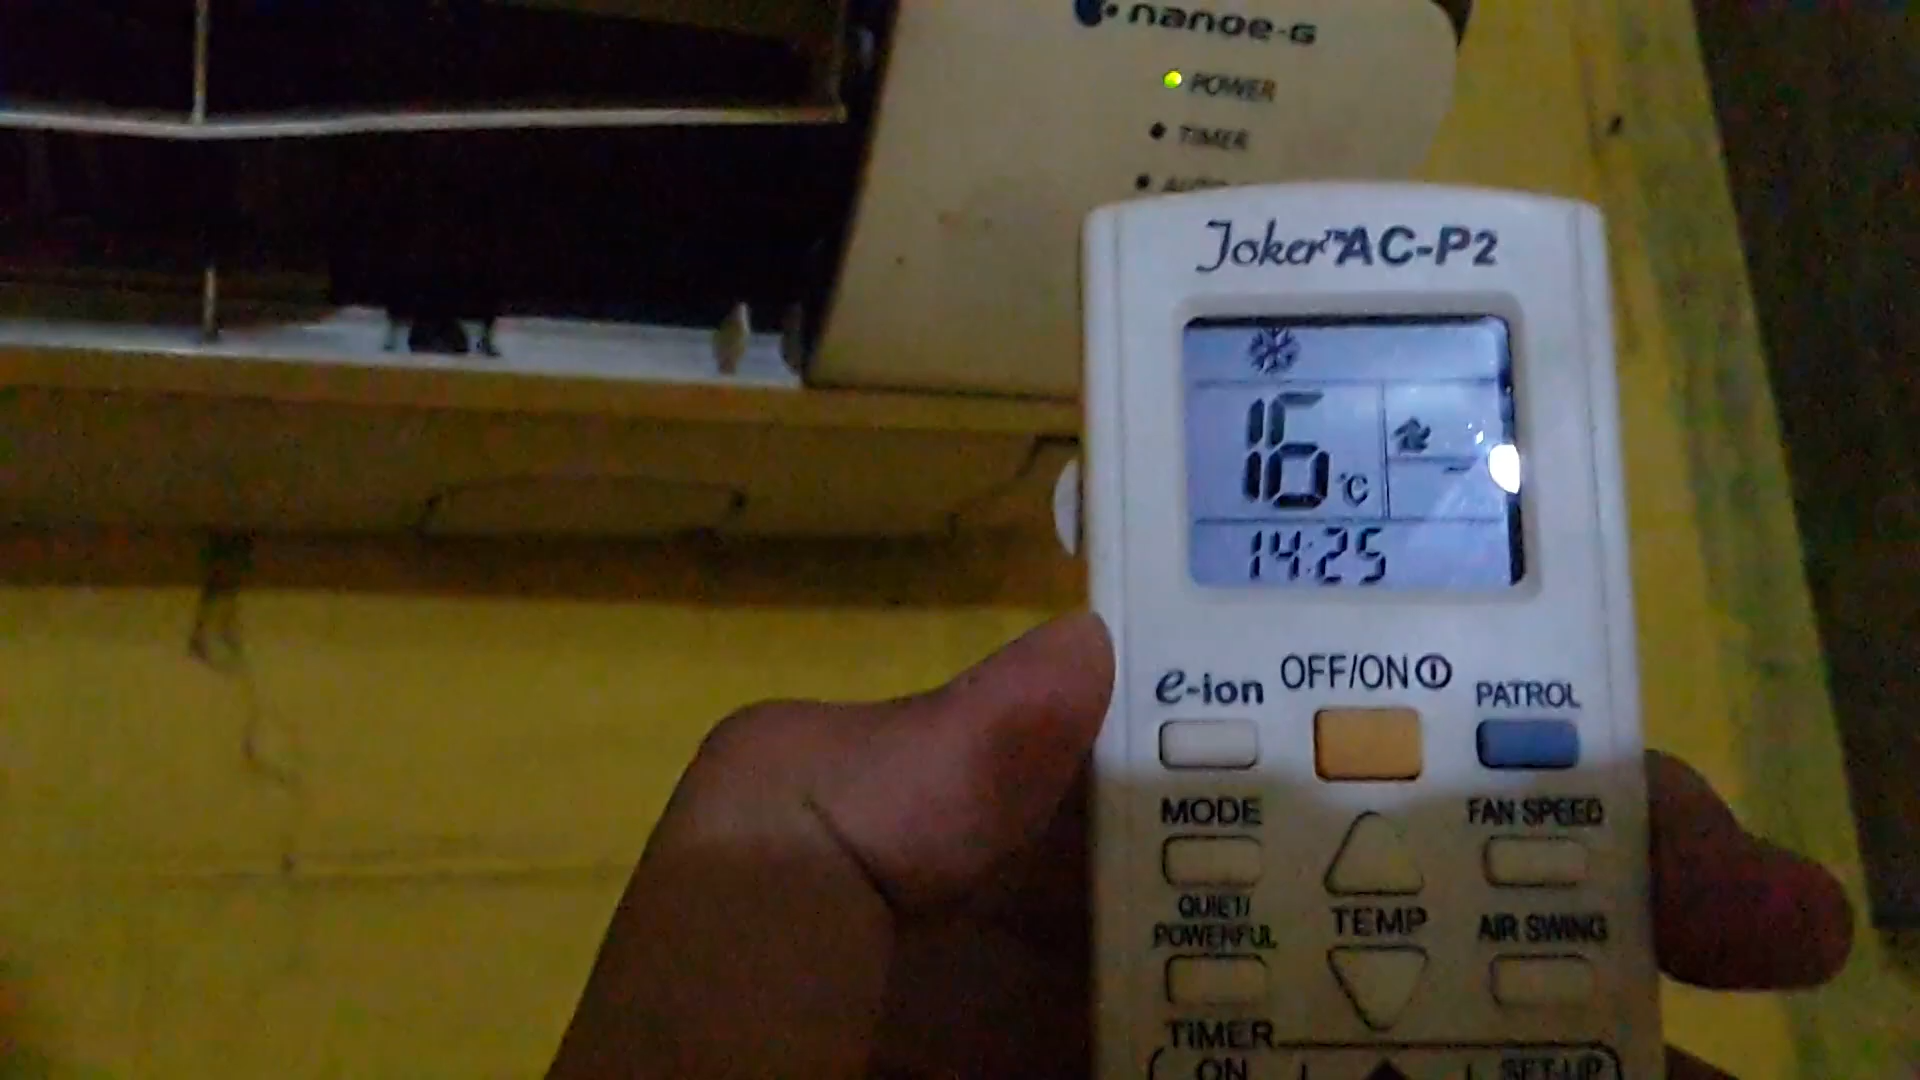 nanoe-G
POWER
TIMER
Joker™ AC-P2
16 °C
14:25
e-ion
OFF/ON
PATROL
MODE
FAN SPEED
QUIET/
POWERFUL
TEMP
AIR SWING
TIMER
ON
SET-UP